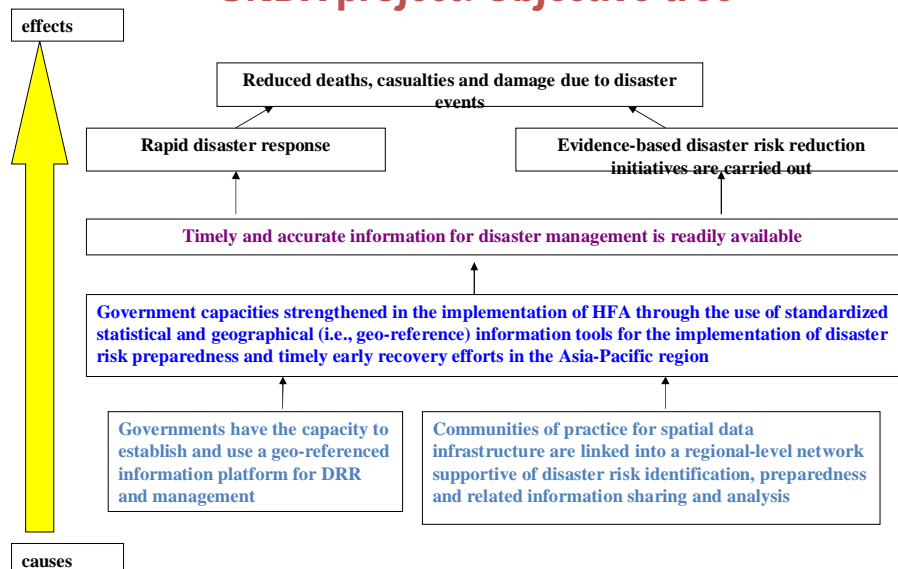 effects
Reduced deaths, casualties and damage due to disaster
events
Rapid disaster response
Evidence-based disaster risk reduction
initiatives are carried out
Timely and accurate information for disaster management is readily available
Government capacities strengthened in the implementation of HFA through the use of standardized
statistical and geographical (i.e., geo-reference) information tools for the implementation of disaster
risk preparedness and timely early recovery efforts in the Asia-Pacific region
Governments have the capacity to
establish and use a geo-referenced
information platform for DRR
and management
Communities of practice for spatial data
infrastructure are linked into a regional-level network
supportive of disaster risk identification, preparedness
and related information sharing and analysis
causes